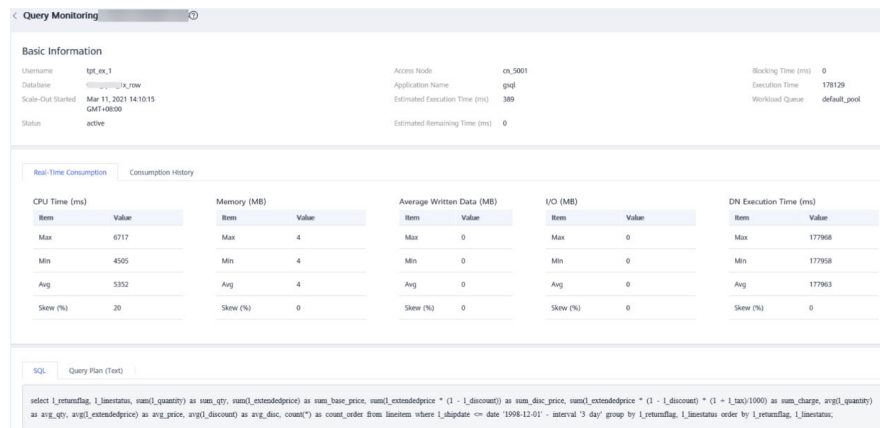 < Query Monitoring
Basic Information
Username tpt_ex_1 Access Node cn_5001 Blocking Time (ms) 0
Database x_row Application Name gsql Execution Time 178129
Scale-Out Started Mar 11, 2021 14:10:15 Estimated Execution Time (ms) 389 Workload Queue default_pool
GMT+08:00
Status active Estimated Remaining Time (ms) 0
Real-Time Consumption Consumption History
CPU Time (ms) Memory (MB) Average Written Data (MB) I/O (MB) DN Execution Time (ms)
Item Value Item Value Item Value Item Value Item Value
Max 6717 Max 4 Max 0 Max 0 Max 177968
Min 4505 Min 4 Min 0 Min 0 Min 177958
Avg 5352 Avg 4 Avg 0 Avg 0 Avg 177963
Skew (%) 20 Skew (%) 0 Skew (%) 0 Skew (%) 0 Skew (%) 0
SQL Query Plan (Text)
select l_returnflag, l_linestatus, sum(l_quantity) as sum_qty, sum(l_extendedprice) as sum_base_price, sum(l_extendedprice * (1 - l_discount)) as sum_disc_price, sum(l_extendedprice * (1 - l_discount) * (1 + l_tax)/1000) as sum_charge, avg(l_quantity)
as avg_qty, avg(l_extendedprice) as avg_price, avg(l_discount) as avg_disc, count(*) as count_order from lineitem where l_shipdate <= date '1998-12-01' - interval '3 day' group by l_returnflag, l_linestatus order by l_returnflag, l_linestatus;